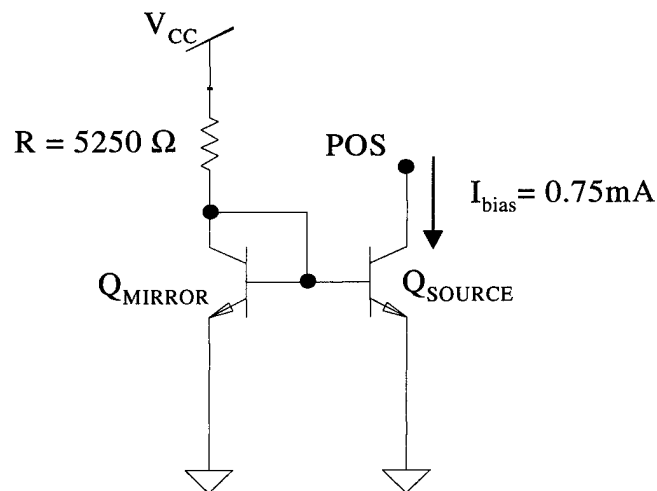 V_CC
R = 5250 Ω
POS
I_bias= 0.75mA
Q_MIRROR
Q_SOURCE